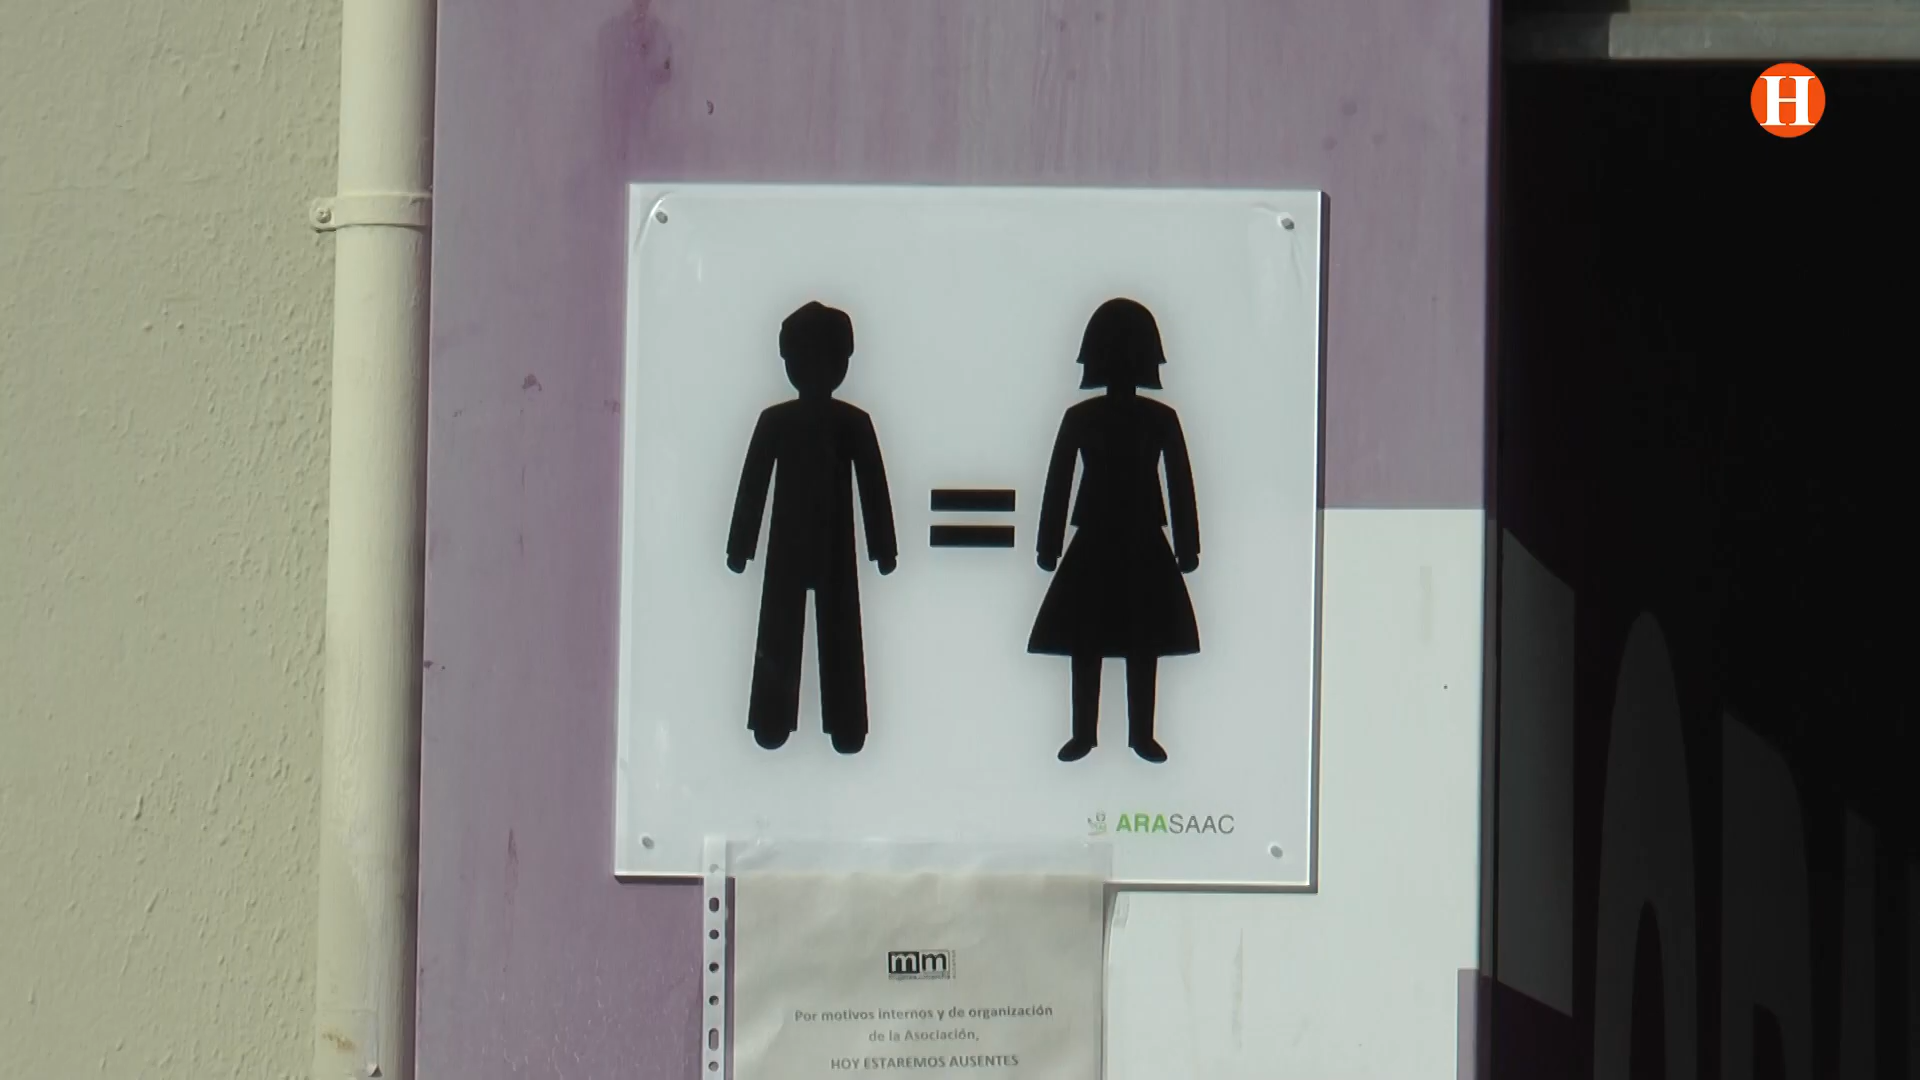 H
=
ARASAAC
mm
Por motivos internos y de organización
de la Asociación,
HOY ESTAREMOS AUSENTES